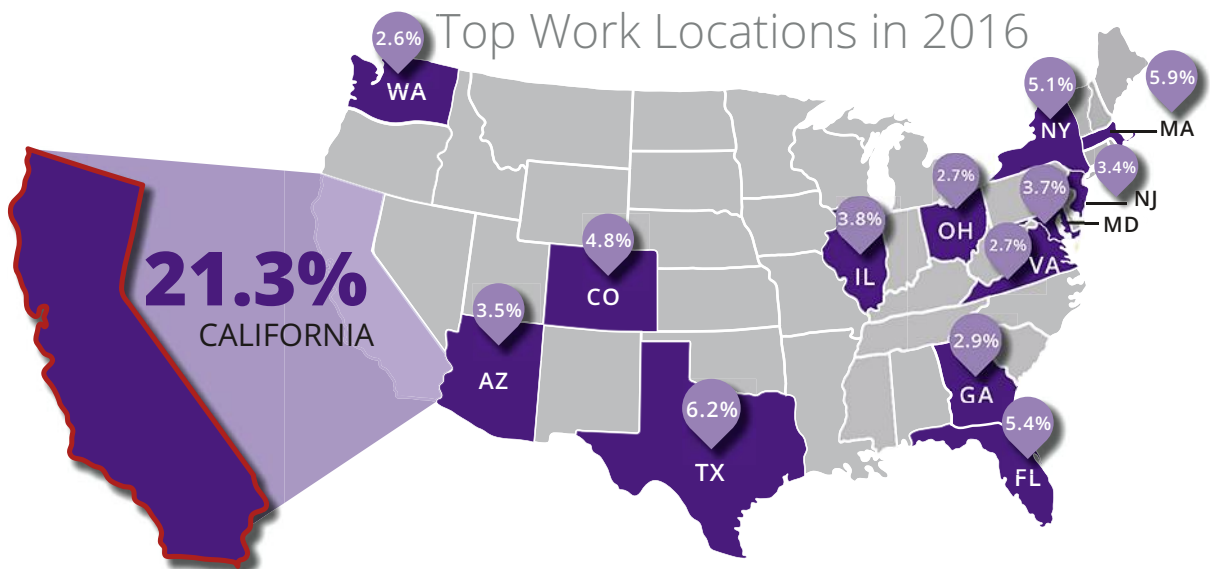 Top Work Locations in 2016
2.6%
WA
5.1%
NY
5.9%
MA
3.4%
NJ
3.7%
MD
2.7%
OH
2.7%
VA
3.8%
IL
4.8%
CO
21.3%
CALIFORNIA
3.5%
AZ
6.2%
TX
2.9%
GA
5.4%
FL